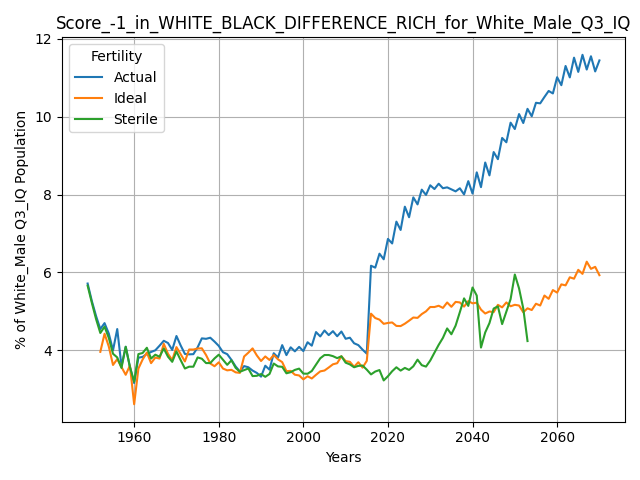 Score_-1_in_WHITE_BLACK_DIFFERENCE_RICH_for_White_Male_Q3_IQ
Fertility
Actual
Ideal
Sterile
% of White_Male Q3_IQ Population
12
10
8
6
4
1960
1980
2000
2020
2040
2060
Years